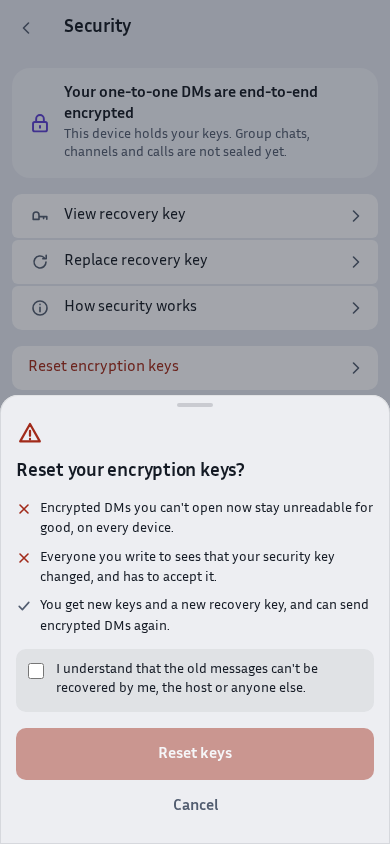 Security
Your one-to-one DMs are end-to-end
encrypted
This device holds your keys. Group chats,
channels and calls are not sealed yet.
View recovery key
Replace recovery key
How security works
Reset encryption keys
Reset your encryption keys?
Encrypted DMs you can't open now stay unreadable for
good, on every device.
Everyone you write to sees that your security key
changed, and has to accept it.
You get new keys and a new recovery key, and can send
encrypted DMs again.
I understand that the old messages can't be
recovered by me, the host or anyone else.
Reset keys
Cancel